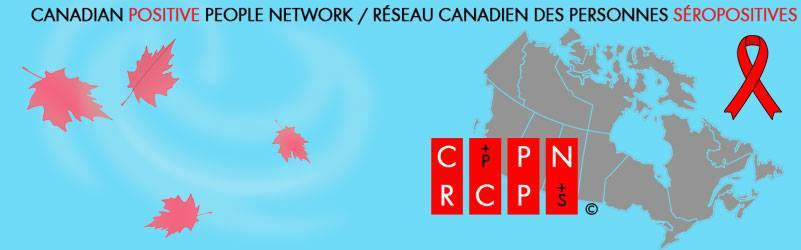 CANADIAN POSITIVE PEOPLE NETWORK / RÉSEAU CANADIEN DES PERSONNES SÉROPOSITIVES
C +P P N
R C P +S
©